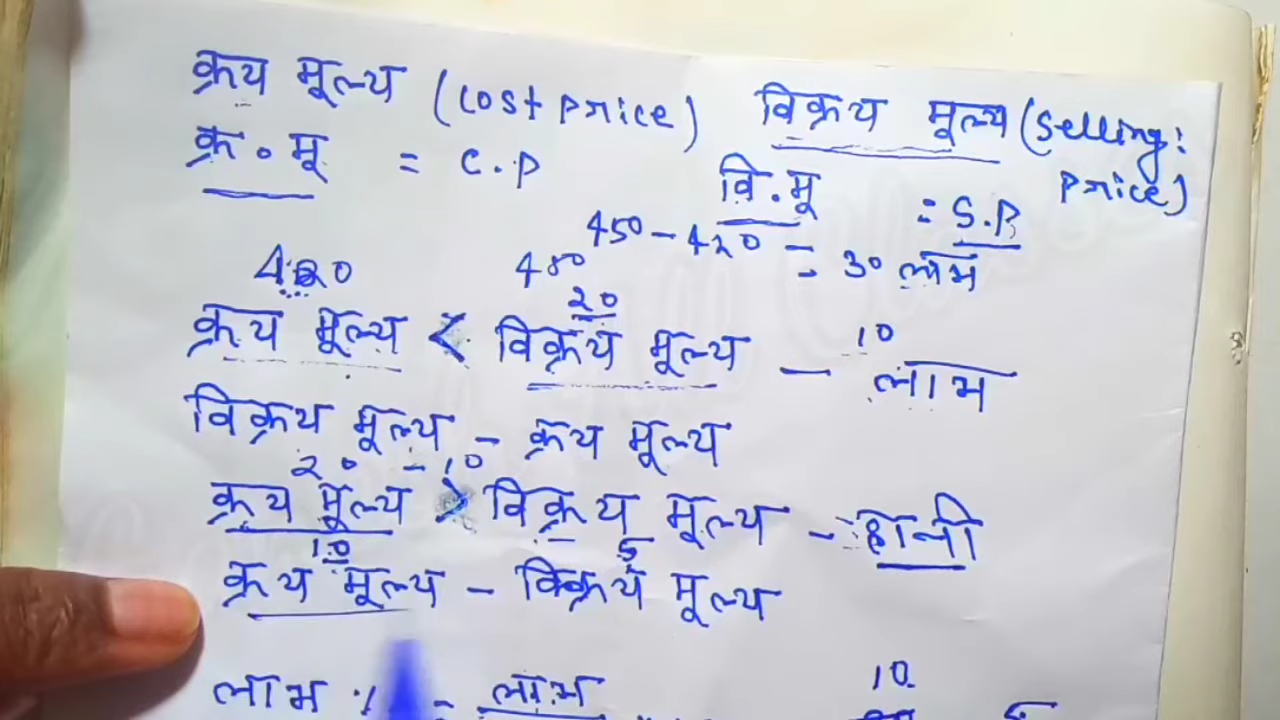 क्रय मूल्य (Cost price) विक्रय मूल्य (Selling:
price)
क्र.मू = C.P वि.मू = S.P
450 - 420 = 30 लाभ
420 450
20
क्रय मूल्य < विक्रय मूल्य - 10 लाभ
विक्रय मूल्य - क्रय मूल्य
20 - 10
क्रय मूल्य > विक्रय मूल्य - हानी
10 5
क्रय मूल्य - विक्रय मूल्य
10
लाभ % = लाभ